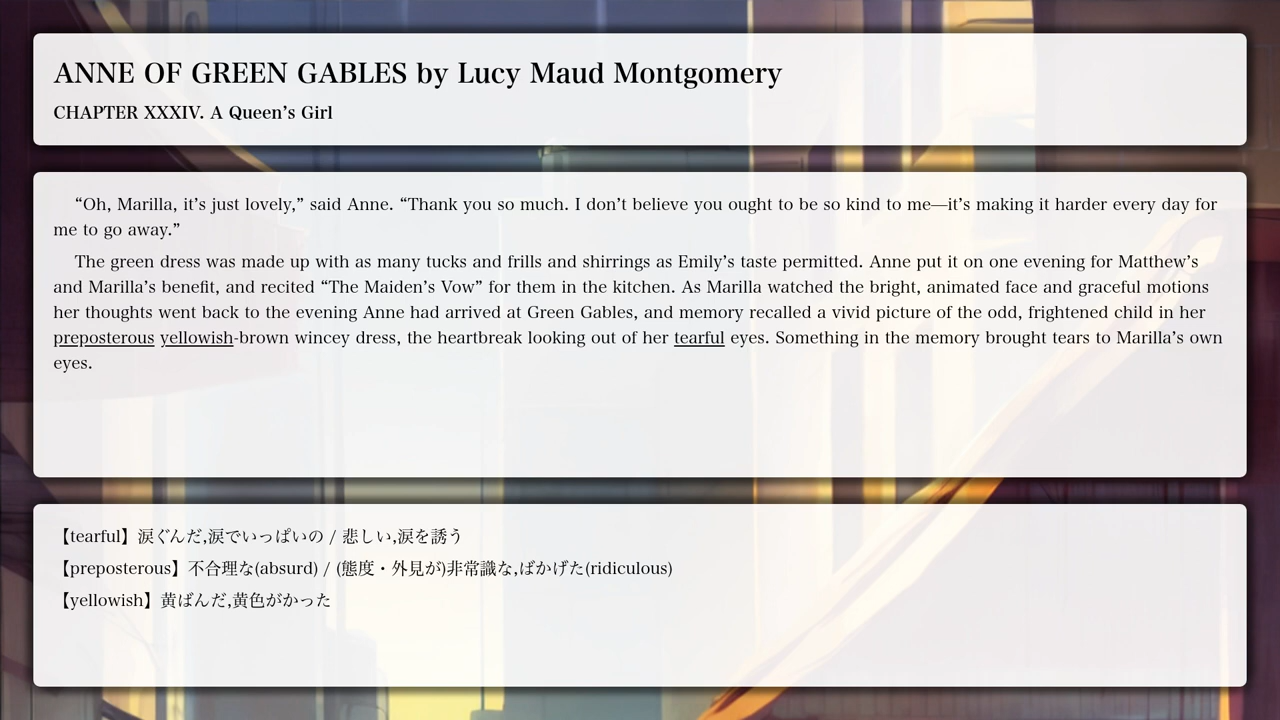 ANNE OF GREEN GABLES by Lucy Maud Montgomery
CHAPTER XXXIV. A Queen’s Girl
“Oh, Marilla, it’s just lovely,” said Anne. “Thank you so much. I don’t believe you ought to be so kind to me—it’s making it harder every day for
me to go away.”
The green dress was made up with as many tucks and frills and shirrings as Emily’s taste permitted. Anne put it on one evening for Matthew’s
and Marilla’s benefit, and recited “The Maiden’s Vow” for them in the kitchen. As Marilla watched the bright, animated face and graceful motions
her thoughts went back to the evening Anne had arrived at Green Gables, and memory recalled a vivid picture of the odd, frightened child in her
preposterous yellowish-brown wincey dress, the heartbreak looking out of her tearful eyes. Something in the memory brought tears to Marilla’s own
eyes.
【tearful】涙ぐんだ,涙でいっぱいの / 悲しい,涙を誘う
【preposterous】不合理な(absurd) / (態度・外見が)非常識な,ばかげた(ridiculous)
【yellowish】黄ばんだ,黄色がかった